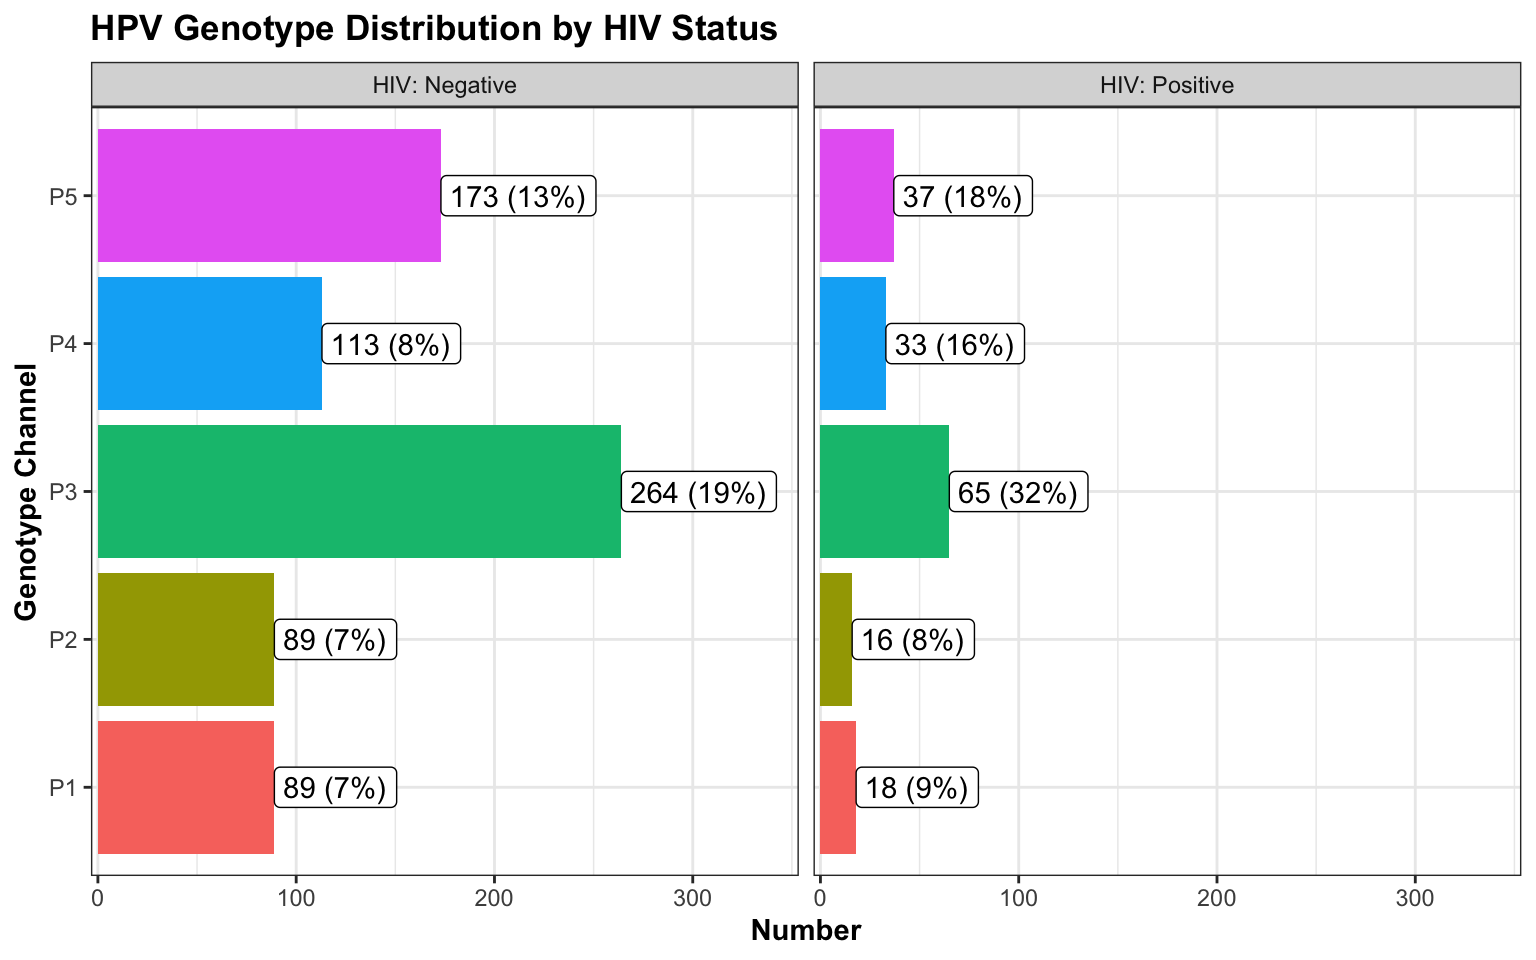 HPV Genotype Distribution by HIV Status
HIV: Negative
HIV: Positive
Genotype Channel
P5
173 (13%)
37 (18%)
P4
113 (8%)
33 (16%)
P3
264 (19%)
65 (32%)
P2
89 (7%)
16 (8%)
P1
89 (7%)
18 (9%)
0 100 200 300
0 100 200 300
Number